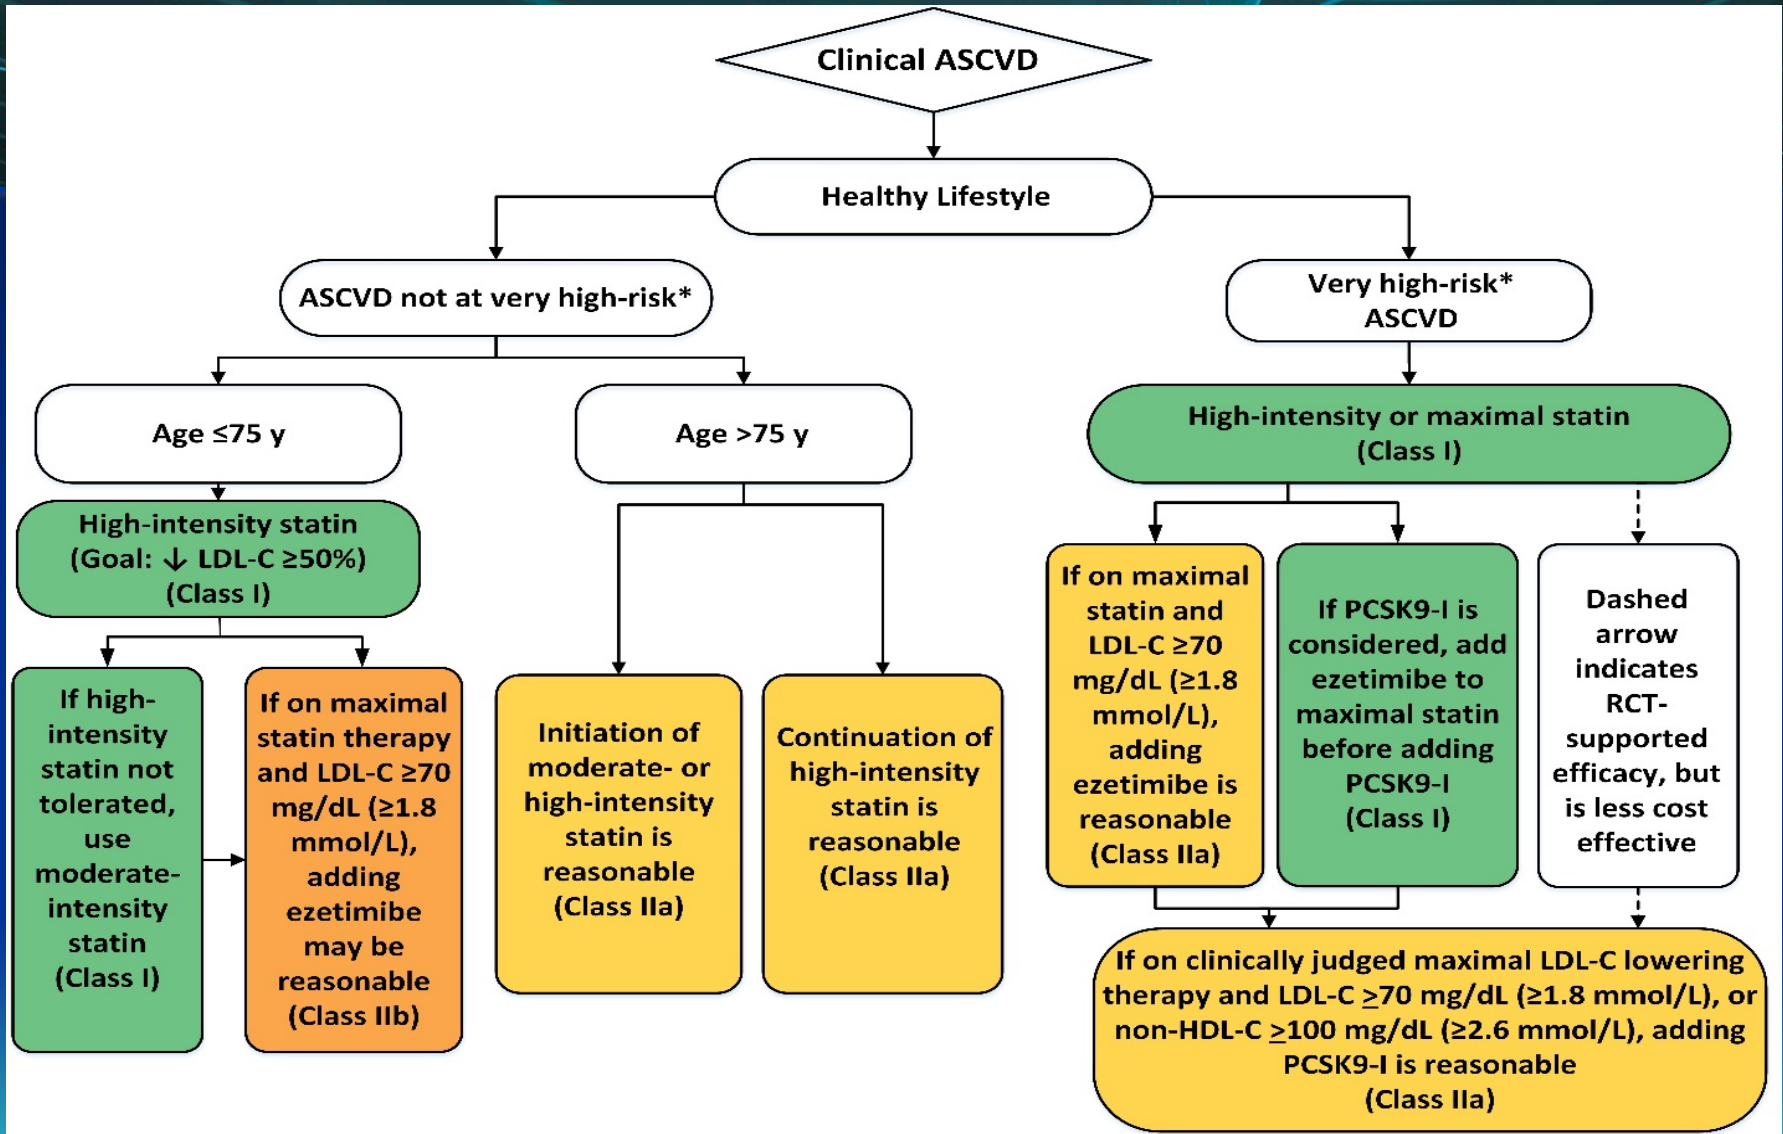 Clinical ASCVD
Healthy Lifestyle
ASCVD not at very high-risk*
Very high-risk*
ASCVD
Age ≤75 y
Age >75 y
High-intensity or maximal statin
(Class I)
High-intensity statin
(Goal: ↓ LDL-C ≥50%)
(Class I)
If high-
intensity
statin not
tolerated,
use
moderate-
intensity
statin
(Class I)
If on maximal
statin therapy
and LDL-C ≥70
mg/dL (≥1.8
mmol/L),
adding
ezetimibe
may be
reasonable
(Class IIb)
Initiation of
moderate- or
high-intensity
statin is
reasonable
(Class IIa)
Continuation of
high-intensity
statin is
reasonable
(Class IIa)
If on maximal
statin and
LDL-C ≥70
mg/dL (≥1.8
mmol/L),
adding
ezetimibe is
reasonable
(Class IIa)
If PCSK9-I is
considered, add
ezetimibe to
maximal statin
before adding
PCSK9-I
(Class I)
Dashed
arrow
indicates
RCT-
supported
efficacy, but
is less cost
effective
If on clinically judged maximal LDL-C lowering
therapy and LDL-C ≥70 mg/dL (≥1.8 mmol/L), or
non-HDL-C ≥100 mg/dL (≥2.6 mmol/L), adding
PCSK9-I is reasonable
(Class IIa)